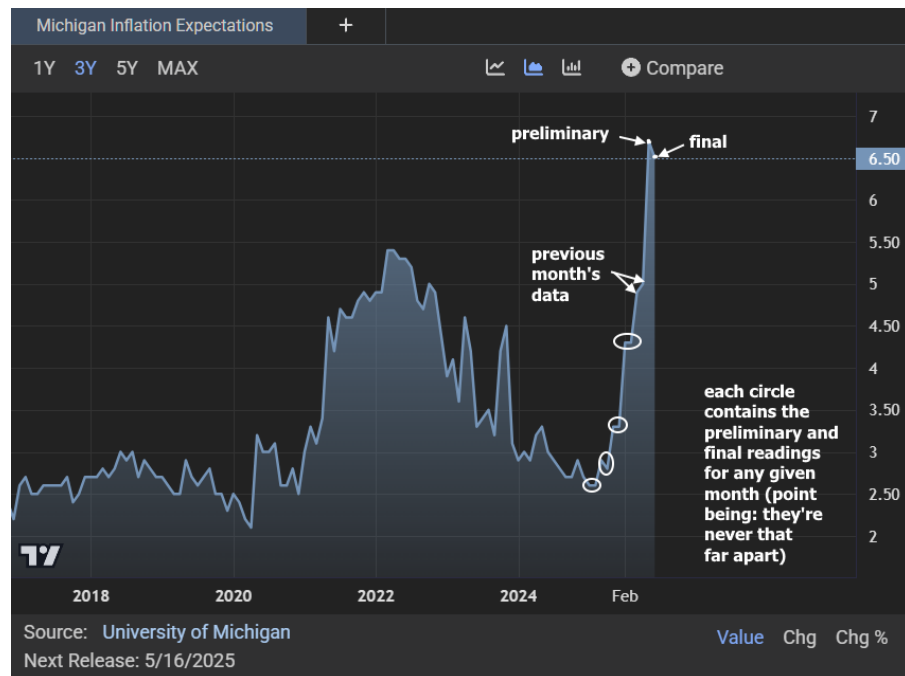 Michigan Inflation Expectations +
1Y 3Y 5Y MAX Compare
7
preliminary
final
6.50
6
5.50
previous
month's
data
5
4.50
4
each circle
contains the
preliminary and
final readings
for any given
month (point
being: they're
never that
far apart)
3.50
3
2.50
2
2018 2020 2022 2024 Feb
Source: University of Michigan
Value Chg Chg %
Next Release: 5/16/2025